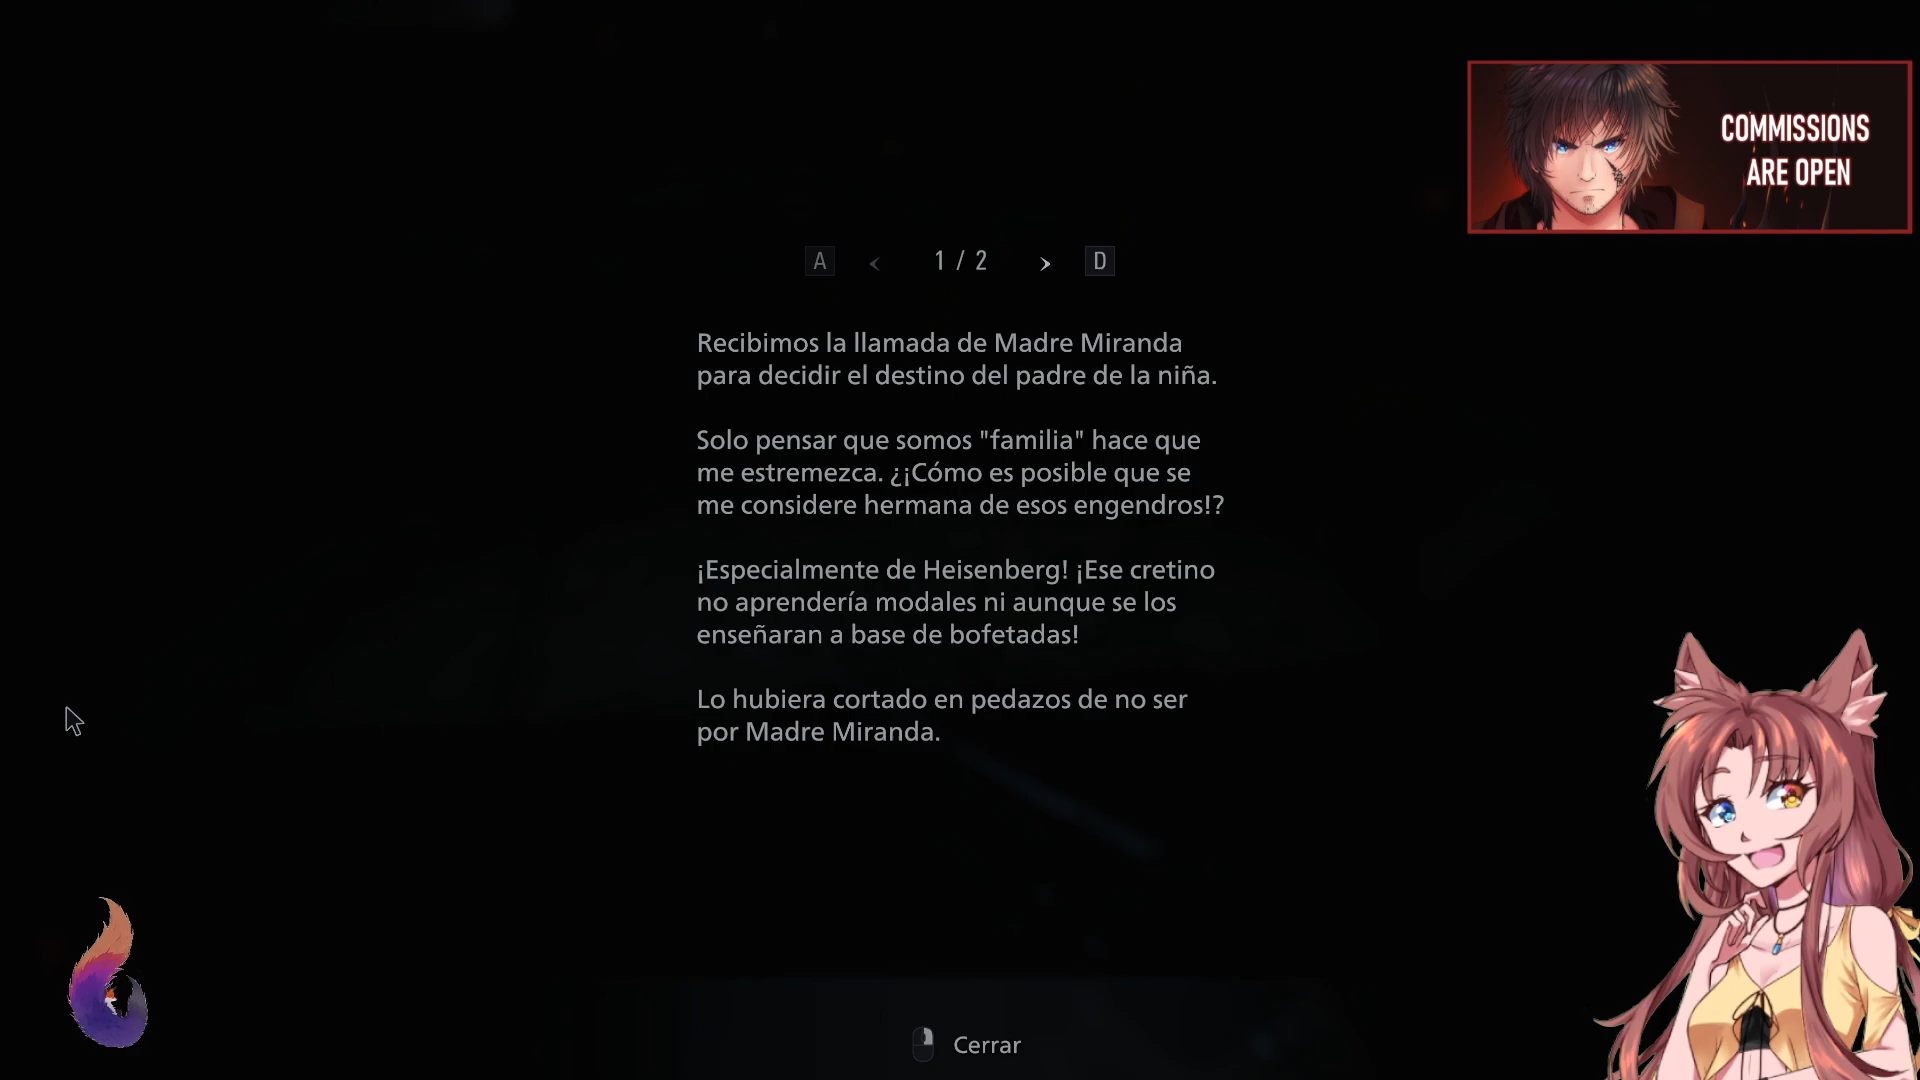 COMMISSIONS
ARE OPEN
A < 1 / 2 > D
Recibimos la llamada de Madre Miranda
para decidir el destino del padre de la niña.
Solo pensar que somos "familia" hace que
me estremezca. ¿¡Cómo es posible que se
me considere hermana de esos engendros!?
¡Especialmente de Heisenberg! ¡Ese cretino
no aprendería modales ni aunque se los
enseñaran a base de bofetadas!
Lo hubiera cortado en pedazos de no ser
por Madre Miranda.
Cerrar